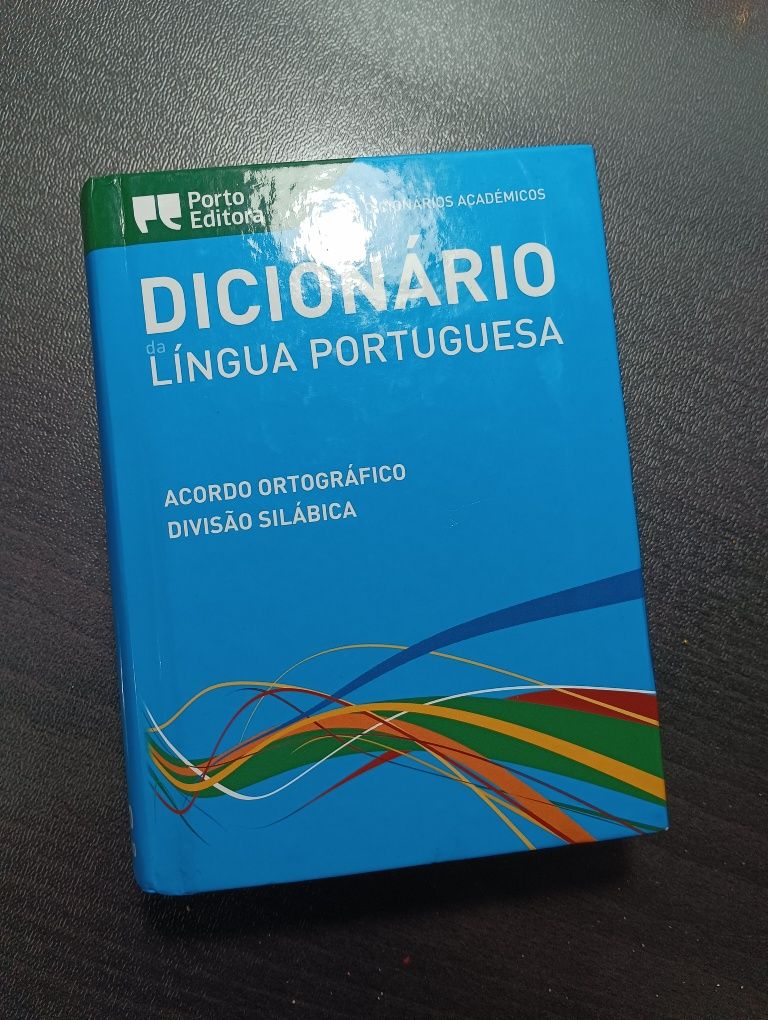 Porto
Editora
ACADÉMICOS
DICIONÁRIO
da
LÍNGUA PORTUGUESA
ACORDO ORTOGRÁFICO
DIVISÃO SILÁBICA